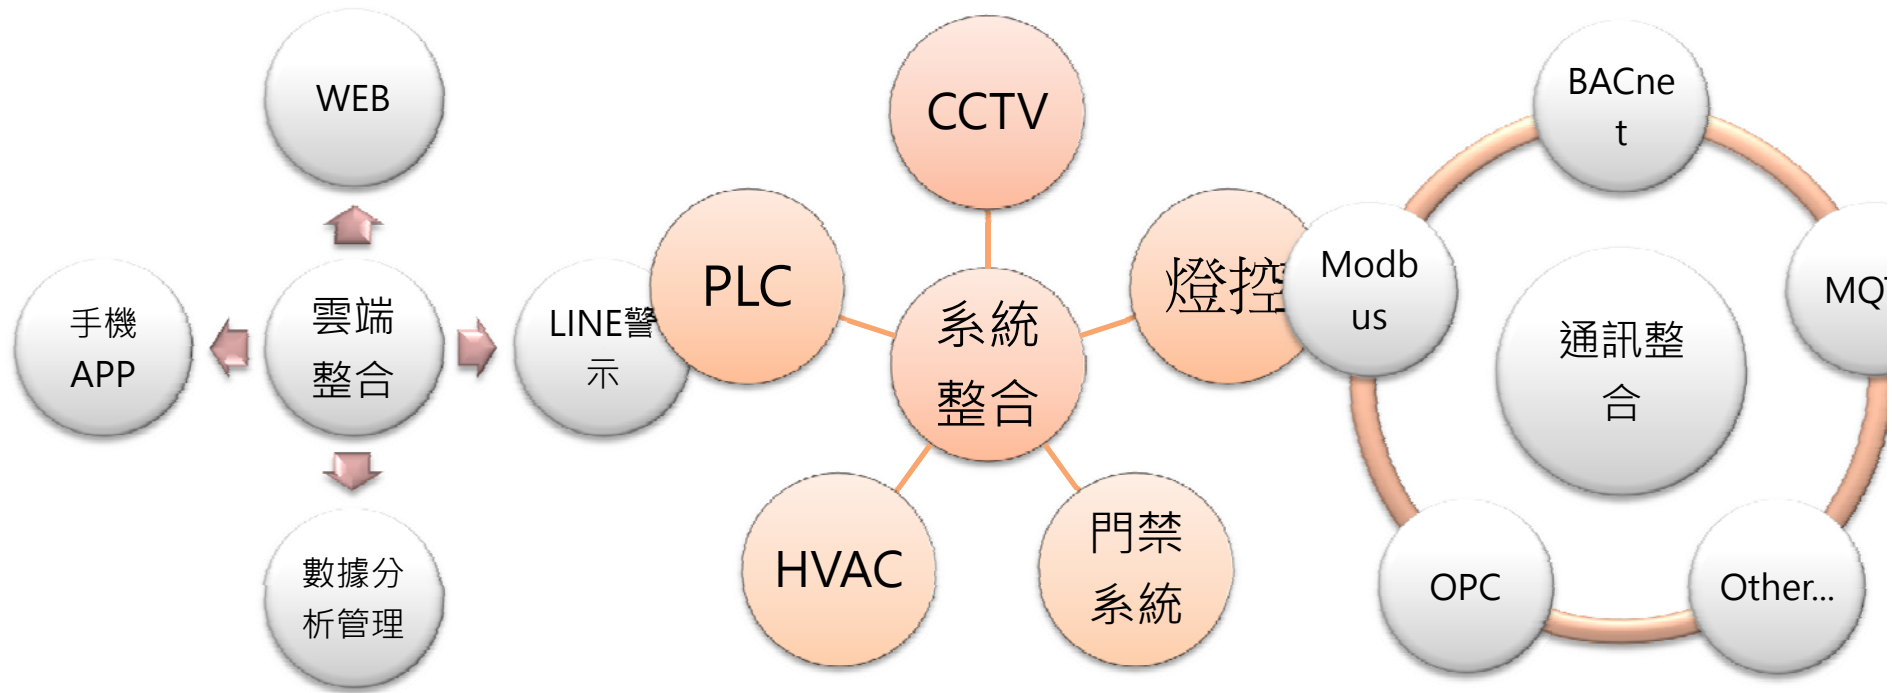 WEB
手機
APP
雲端
整合
LINE警
示
數據分
析管理
CCTV
PLC
系統
整合
燈控
HVAC
門禁
系統
BACne
t
Modb
us
通訊整
合
OPC
Other...